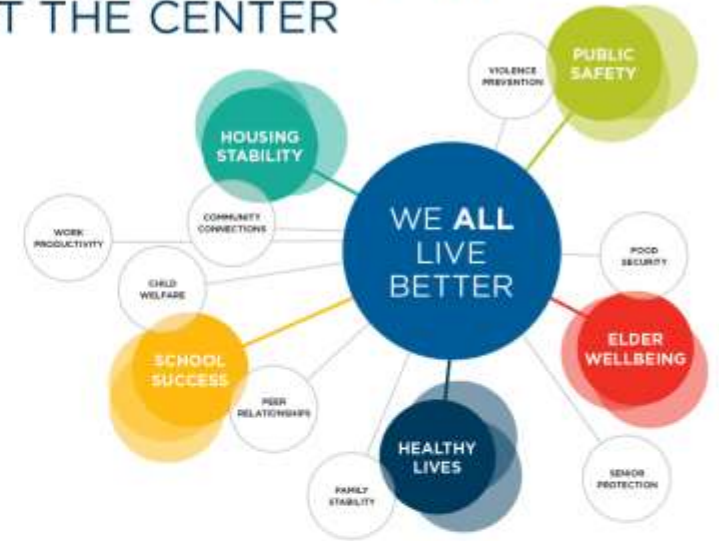 T THE CENTER
VIOLENCE
PREVENTION
PUBLIC
SAFETY
HOUSING
STABILITY
COMMUNITY
CONNECTIONS
WORK
PRODUCTIVITY
WE ALL
LIVE
BETTER
FOOD
SECURITY
CHILD
WELFARE
SCHOOL
SUCCESS
ELDER
WELLBEING
PEER
RELATIONSHIPS
HEALTHY
LIVES
FAMILY
STABILITY
SENIOR
PROTECTION